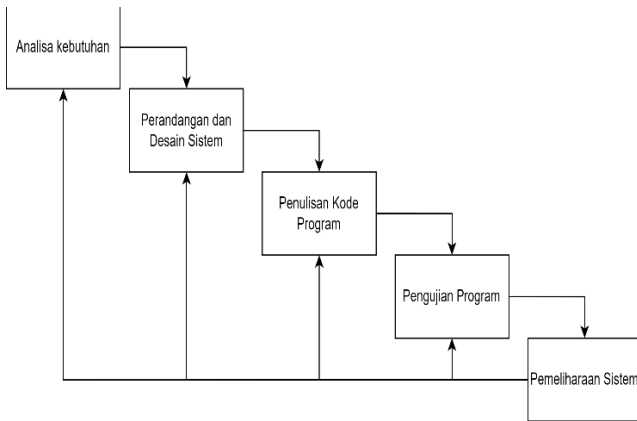 Analisa kebutuhan
Perandangan dan
Desain Sistem
Penulisan Kode
Program
Pengujian Program
Pemeliharaan Sistem